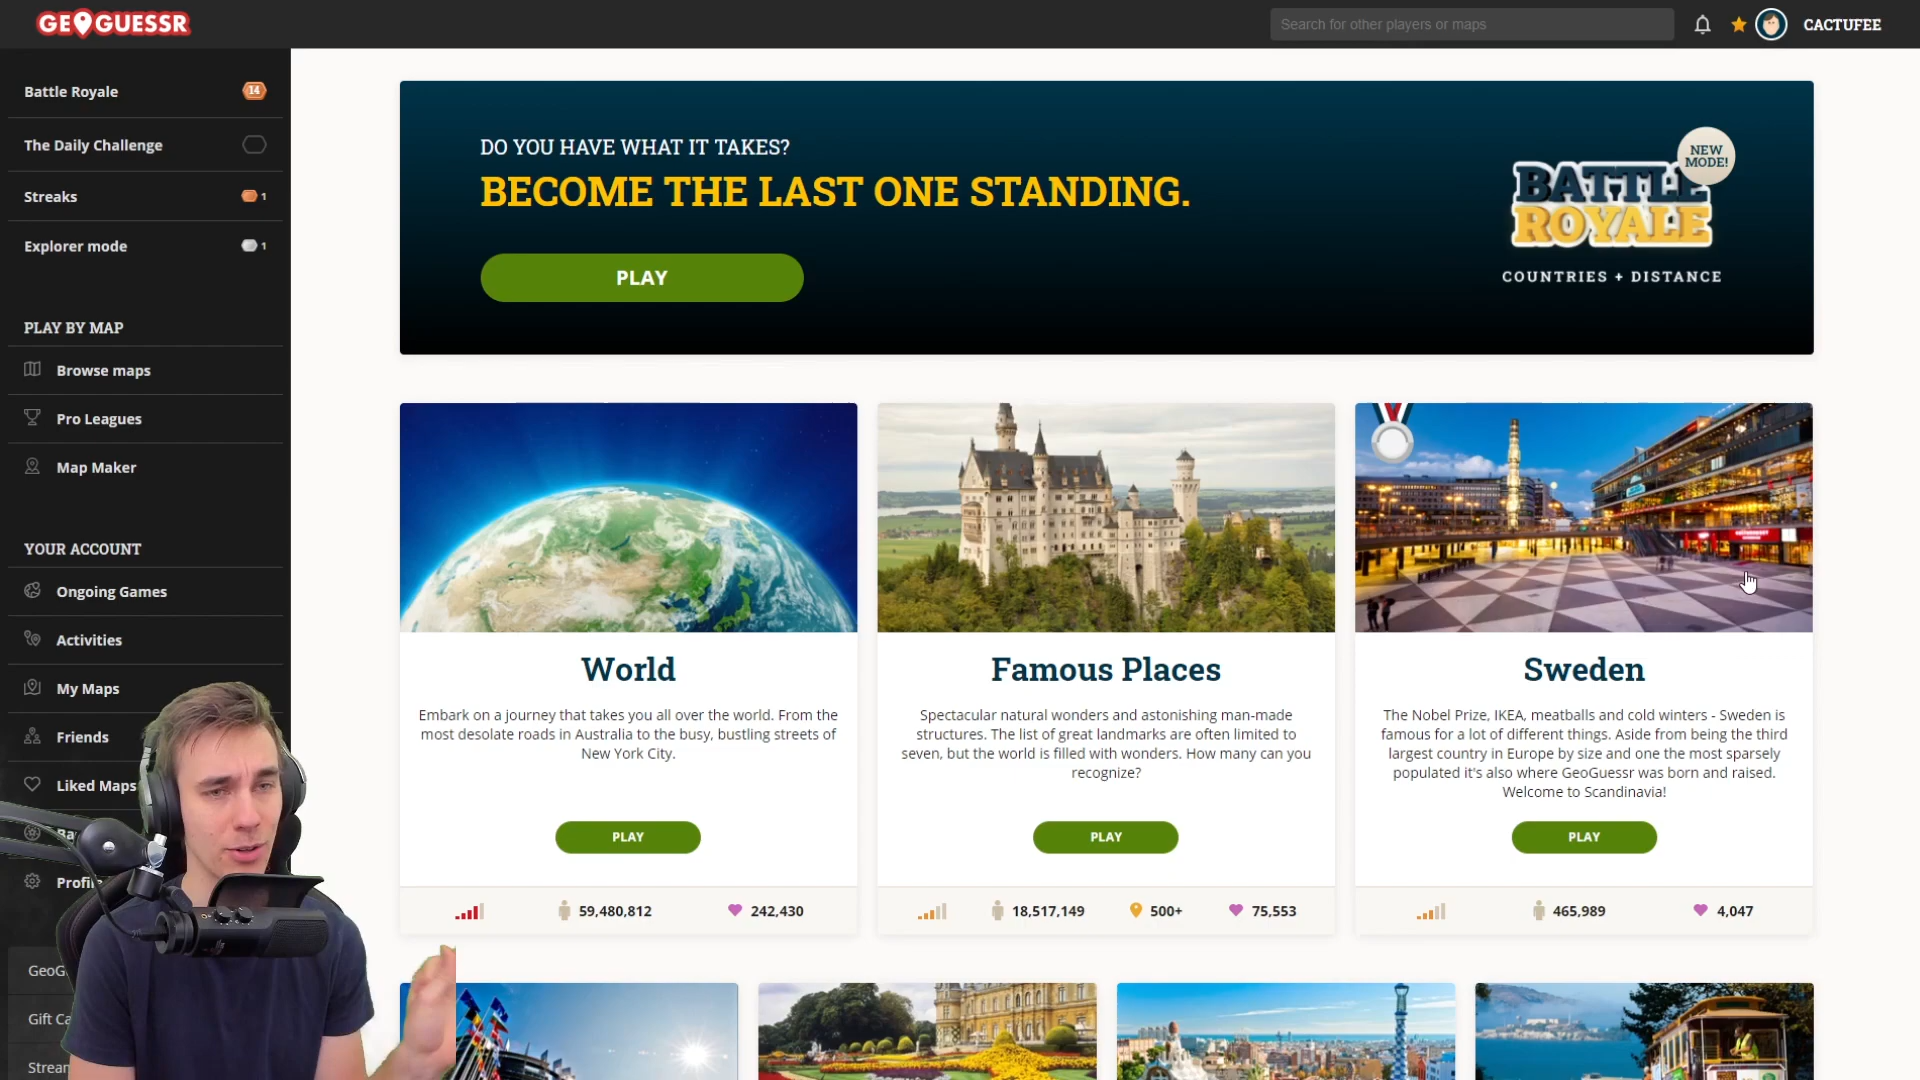 GEOGUESSR
Search for other players or maps
CACTUFEE
Battle Royale
14
The Daily Challenge
Streaks
1
Explorer mode
1
PLAY BY MAP
Browse maps
Pro Leagues
Map Maker
YOUR ACCOUNT
Ongoing Games
Activities
My Maps
Friends
Liked Maps
Ba
Profil
GeoG
Gift Ca
Stream
DO YOU HAVE WHAT IT TAKES?
BECOME THE LAST ONE STANDING.
PLAY
NEW
MODE!
BATTLE
ROYALE
COUNTRIES + DISTANCE
World
Embark on a journey that takes you all over the world. From the
most desolate roads in Australia to the busy, bustling streets of
New York City.
PLAY
59,480,812
242,430
Famous Places
Spectacular natural wonders and astonishing man-made
structures. The list of great landmarks are often limited to
seven, but the world is filled with wonders. How many can you
recognize?
PLAY
18,517,149
500+
75,553
Sweden
The Nobel Prize, IKEA, meatballs and cold winters - Sweden is
famous for a lot of different things. Aside from being the third
largest country in Europe by size and one the most sparsely
populated it's also where GeoGuessr was born and raised.
Welcome to Scandinavia!
PLAY
465,989
4,047